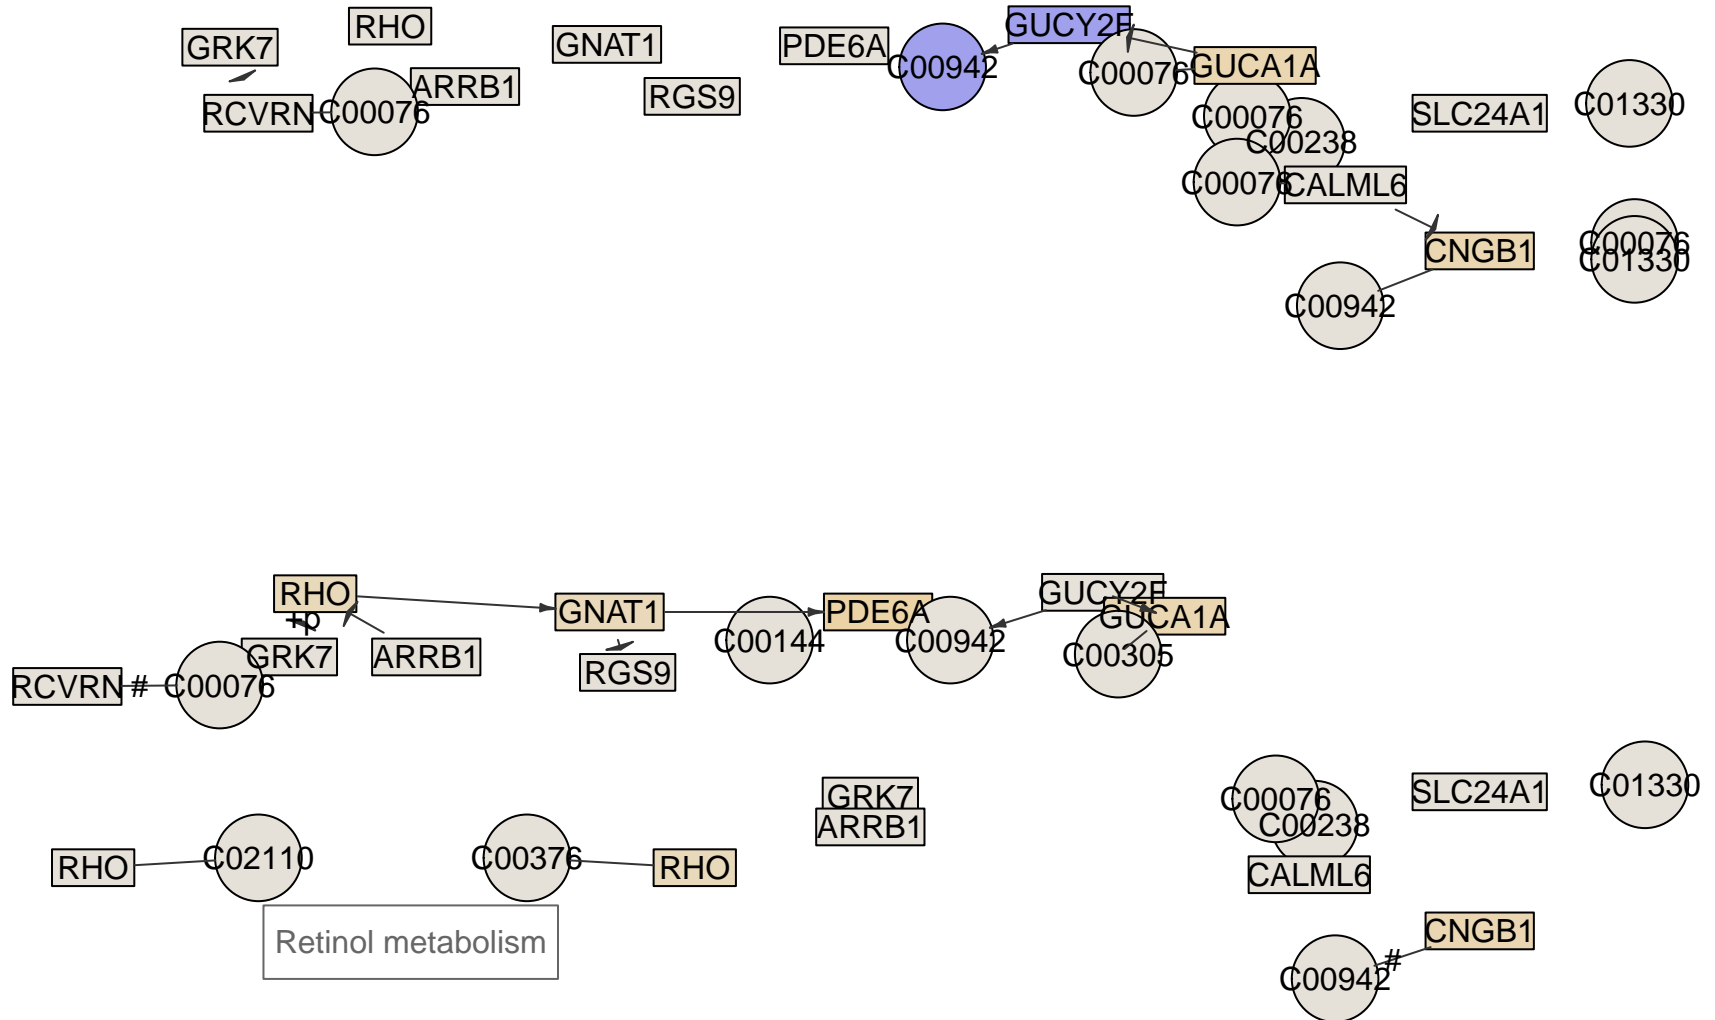 RHO
GRK7
GNAT1
PDE6A
GUCY2F
C00942
C00076
GUCA1A
ARRB1
RGS9
RCVRN
C00076
C00076
C00238
SLC24A1
C01330
C00076
CALML6
C00076
C01330
CNGB1
C00942
RHO
+p
GNAT1
PDE6A
GUCY2F
GUCA1A
GRK7
ARRB1
RGS9
C00144
C00942
C00305
RCVRN
#
C00076
GRK7
ARRB1
C00076
C00238
SLC24A1
C01330
RHO
C02110
C00376
RHO
CALML6
Retinol metabolism
CNGB1
#
C00942